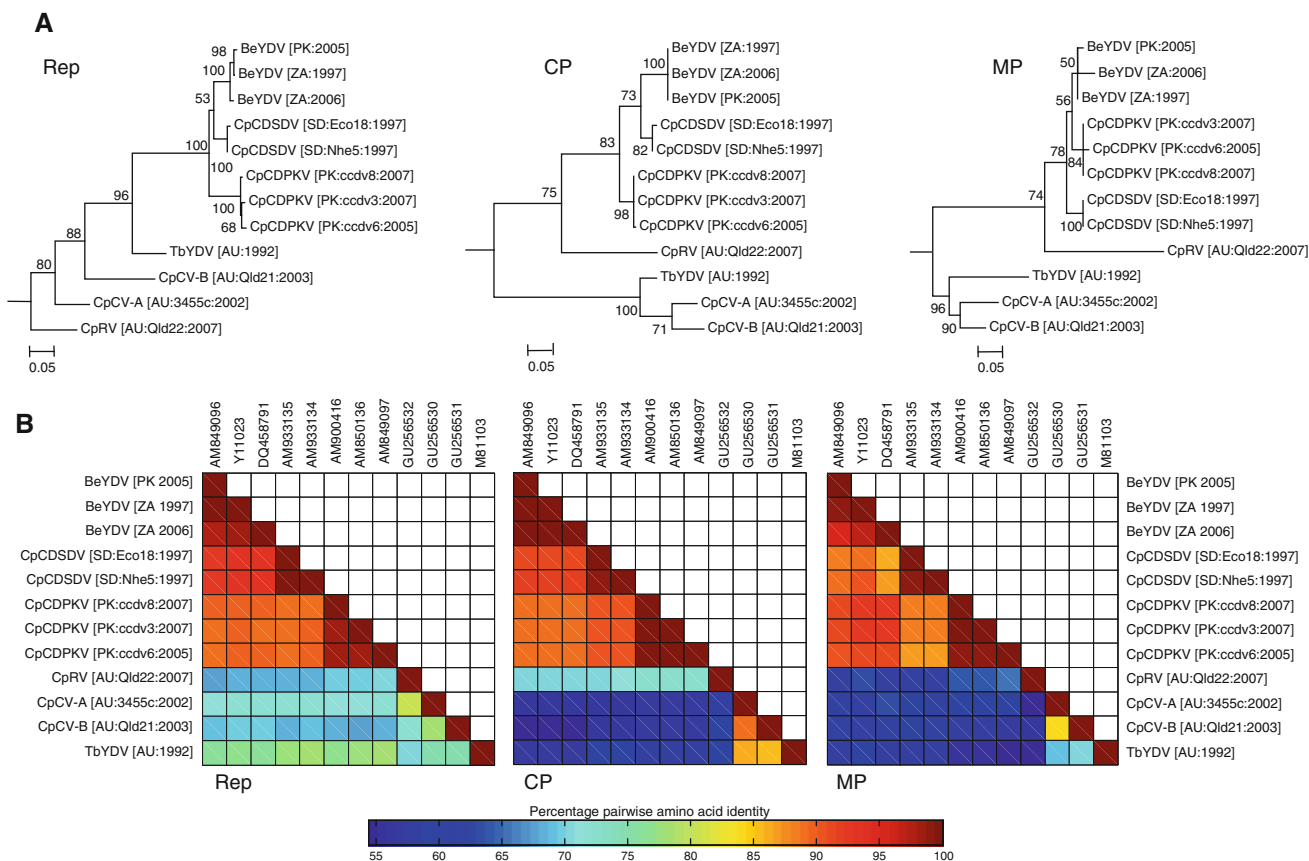 A
Rep
98
BeYDV [PK:2005]
100
BeYDV [ZA:1997]
53
BeYDV [ZA:2006]
CpCDSDV [SD:Eco18:1997]
100
CpCDSDV [SD:Nhe5:1997]
100
CpCDPKV [PK:ccdv8:2007]
96
100
CpCDPKV [PK:ccdv3:2007]
68
CpCDPKV [PK:ccdv6:2005]
88
TbYDV [AU:1992]
80
CpCV-B [AU:Qld21:2003]
CpCV-A [AU:3455c:2002]
CpRV [AU:Qld22:2007]
0.05
CP
BeYDV [ZA:1997]
100
BeYDV [ZA:2006]
73
BeYDV [PK:2005]
CpCDSDV [SD:Eco18:1997]
83
82
CpCDSDV [SD:Nhe5:1997]
CpCDPKV [PK:ccdv8:2007]
75
CpCDPKV [PK:ccdv3:2007]
98
CpCDPKV [PK:ccdv6:2005]
CpRV [AU:Qld22:2007]
TbYDV [AU:1992]
100
CpCV-A [AU:3455c:2002]
71
CpCV-B [AU:Qld21:2003]
0.05
MP
BeYDV [PK:2005]
50
BeYDV [ZA:2006]
56
BeYDV [ZA:1997]
CpCDPKV [PK:ccdv3:2007]
78
CpCDPKV [PK:ccdv6:2005]
84
CpCDPKV [PK:ccdv8:2007]
74
CpCDSDV [SD:Eco18:1997]
100
CpCDSDV [SD:Nhe5:1997]
CpRV [AU:Qld22:2007]
TbYDV [AU:1992]
96
CpCV-A [AU:3455c:2002]
90
CpCV-B [AU:Qld21:2003]
0.05
B
AM849096
Y11023
DQ458791
AM933135
AM933134
AM900416
AM850136
AM849097
GU256532
GU256530
GU256531
M81103
AM849096
Y11023
DQ458791
AM933135
AM933134
AM900416
AM850136
AM849097
GU256532
GU256530
GU256531
M81103
AM849096
Y11023
DQ458791
AM933135
AM933134
AM900416
AM850136
AM849097
GU256532
GU256530
GU256531
M81103
BeYDV [PK 2005]
BeYDV [ZA 1997]
BeYDV [ZA 2006]
CpCDSDV [SD:Eco18:1997]
CpCDSDV [SD:Nhe5:1997]
CpCDPKV [PK:ccdv8:2007]
CpCDPKV [PK:ccdv3:2007]
CpCDPKV [PK:ccdv6:2005]
CpRV [AU:Qld22:2007]
CpCV-A [AU:3455c:2002]
CpCV-B [AU:Qld21:2003]
TbYDV [AU:1992]
BeYDV [PK 2005]
BeYDV [ZA 1997]
BeYDV [ZA 2006]
CpCDSDV [SD:Eco18:1997]
CpCDSDV [SD:Nhe5:1997]
CpCDPKV [PK:ccdv8:2007]
CpCDPKV [PK:ccdv3:2007]
CpCDPKV [PK:ccdv6:2005]
CpRV [AU:Qld22:2007]
CpCV-A [AU:3455c:2002]
CpCV-B [AU:Qld21:2003]
TbYDV [AU:1992]
Rep
CP
MP
Percentage pairwise amino acid identity
55 60 65 70 75 80 85 90 95 100